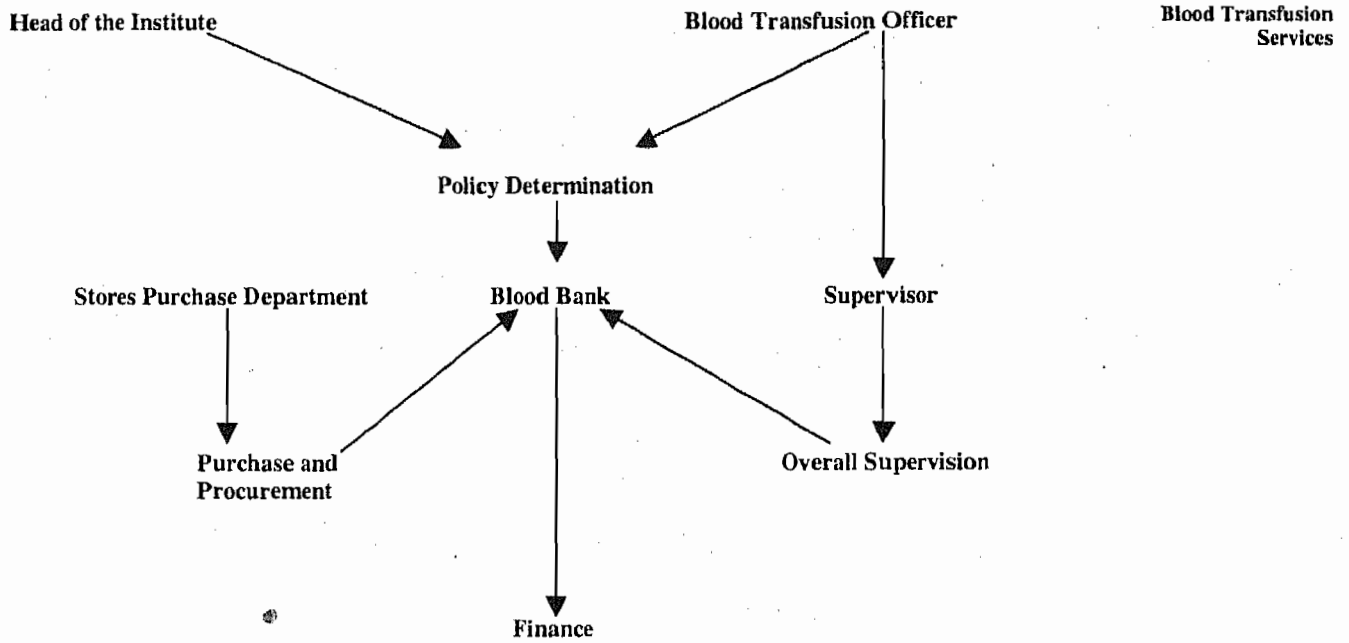 Head of the Institute
Blood Transfusion Officer
Blood Transfusion
Services
Policy Determination
Stores Purchase Department
Blood Bank
Supervisor
Purchase and
Procurement
Overall Supervision
Finance